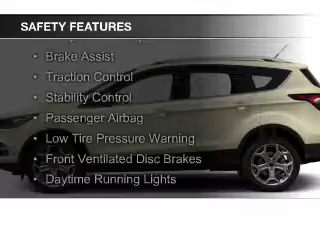 SAFETY FEATURES
• Brake Assist
• Traction Control
• Stability Control
• Passenger Airbag
• Low Tire Pressure Warning
• Front Ventilated Disc Brakes
• Daytime Running Lights